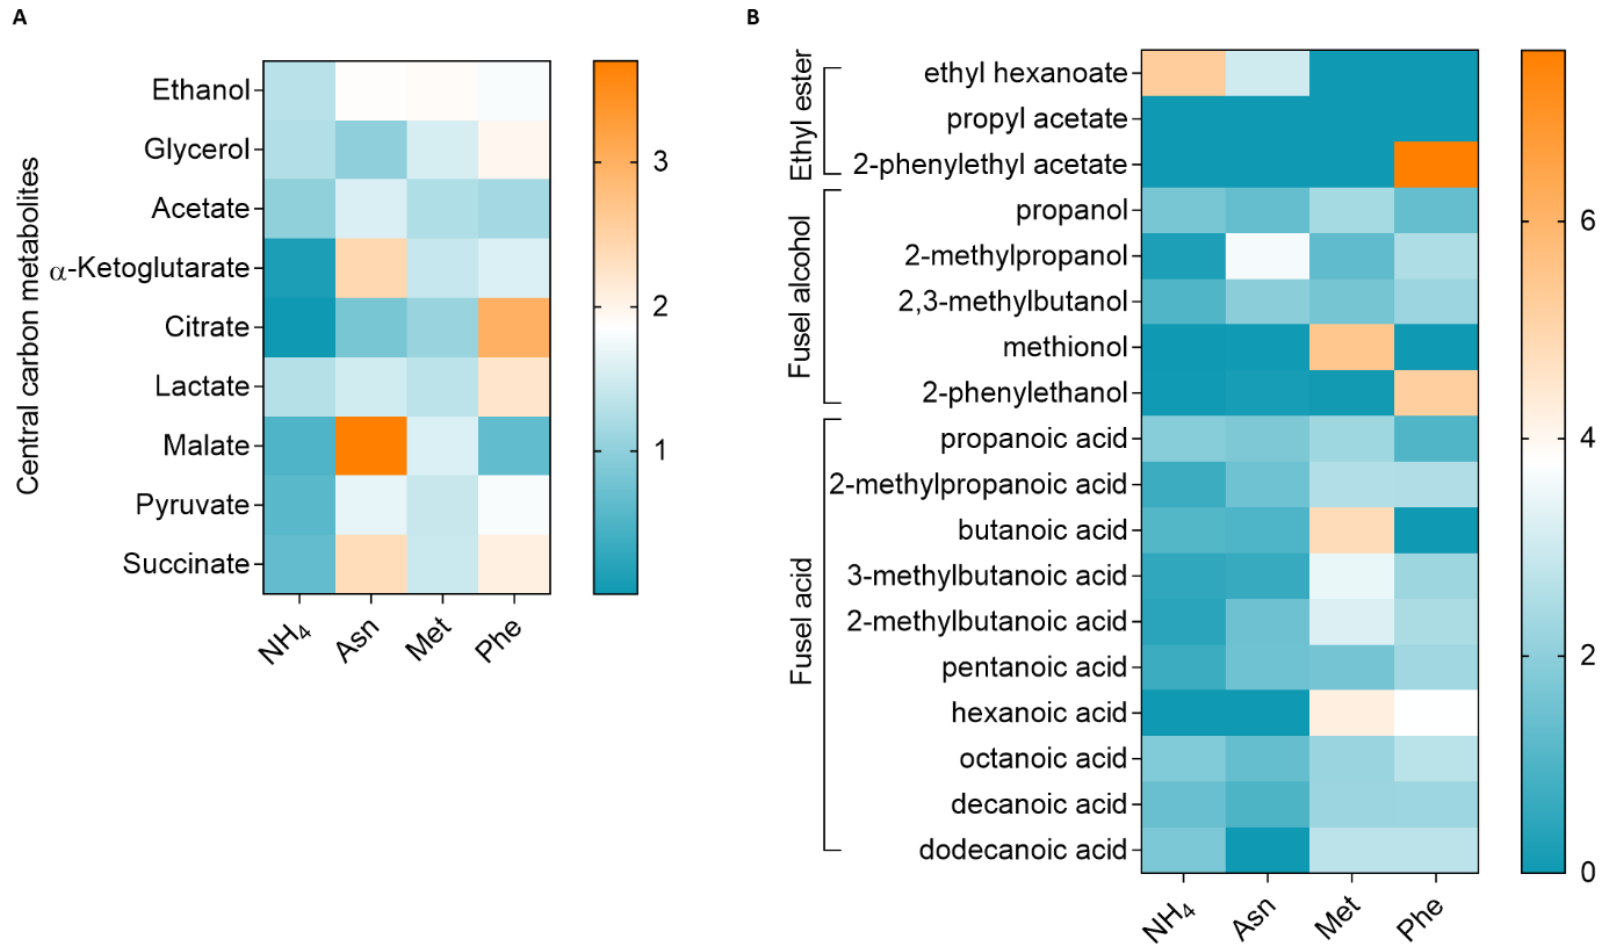 A
Central carbon metabolites
Ethanol
Glycerol
Acetate
α-Ketoglutarate
Citrate
Lactate
Malate
Pyruvate
Succinate
NH4 Asn Met Phe
3
2
1
B
Ethyl ester
ethyl hexanoate
propyl acetate
2-phenylethyl acetate
Fusel alcohol
propanol
2-methylpropanol
2,3-methylbutanol
methionol
2-phenylethanol
Fusel acid
propanoic acid
2-methylpropanoic acid
butanoic acid
3-methylbutanoic acid
2-methylbutanoic acid
pentanoic acid
hexanoic acid
octanoic acid
decanoic acid
dodecanoic acid
NH4 Asn Met Phe
6
4
2
0